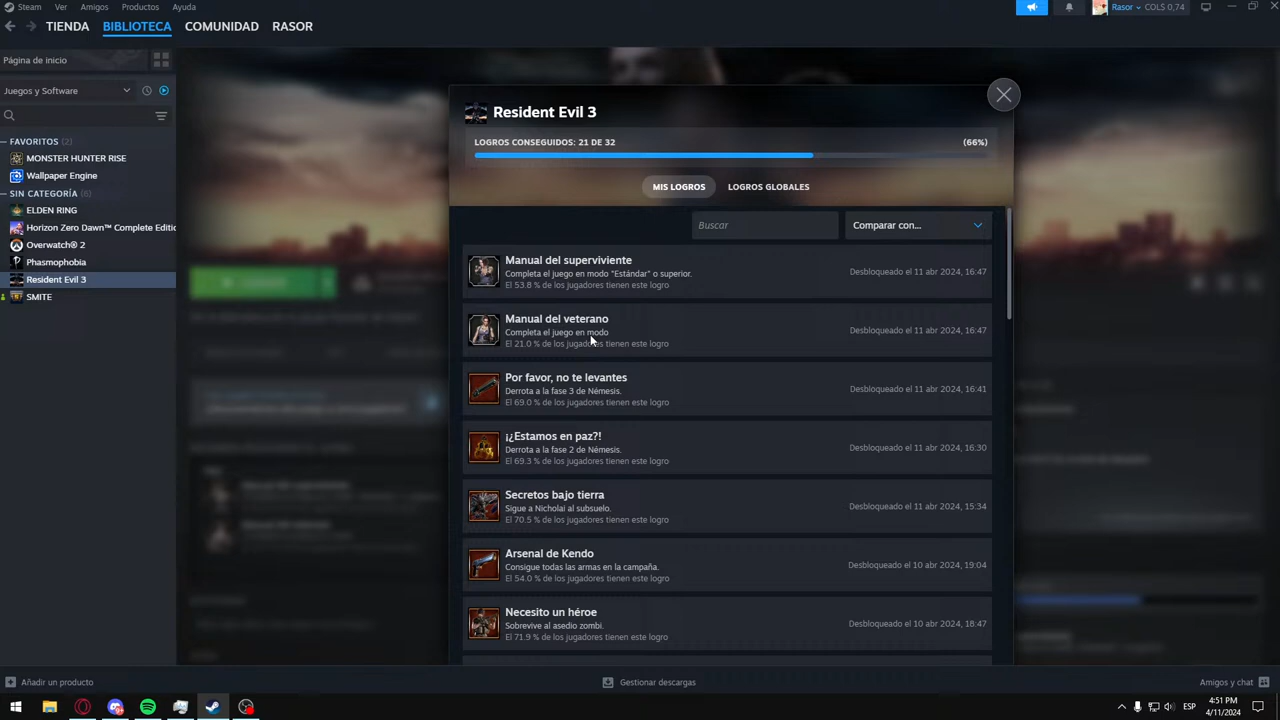 Steam Ver Amigos Productos Ayuda
Rasor COL$ 0,74
TIENDA BIBLIOTECA COMUNIDAD RASOR
Página de inicio
Juegos y Software
FAVORITOS (2)
MONSTER HUNTER RISE
Wallpaper Engine
SIN CATEGORÍA (6)
ELDEN RING
Horizon Zero Dawn™ Complete Editic
Overwatch® 2
Phasmophobia
Resident Evil 3
SMITE
Resident Evil 3
LOGROS CONSEGUIDOS: 21 DE 32 (66%)
MIS LOGROS LOGROS GLOBALES
Buscar Comparar con...
Manual del superviviente
Completa el juego en modo "Estándar" o superior.
El 53.8 % de los jugadores tienen este logro
Desbloqueado el 11 abr 2024, 16:47
Manual del veterano
Completa el juego en modo
El 21.0 % de los jugadores tienen este logro
Desbloqueado el 11 abr 2024, 16:47
Por favor, no te levantes
Derrota a la fase 3 de Némesis.
El 69.0 % de los jugadores tienen este logro
Desbloqueado el 11 abr 2024, 16:41
¡¿Estamos en paz?!
Derrota a la fase 2 de Némesis.
El 69.3 % de los jugadores tienen este logro
Desbloqueado el 11 abr 2024, 16:30
Secretos bajo tierra
Sigue a Nicholai al subsuelo.
El 70.5 % de los jugadores tienen este logro
Desbloqueado el 11 abr 2024, 15:34
Arsenal de Kendo
Consigue todas las armas en la campaña.
El 54.0 % de los jugadores tienen este logro
Desbloqueado el 10 abr 2024, 19:04
Necesito un héroe
Sobrevive al asedio zombi.
El 71.9 % de los jugadores tienen este logro
Desbloqueado el 10 abr 2024, 18:47
Añadir un producto Gestionar descargas Amigos y chat
ESP
4:51 PM
4/11/2024